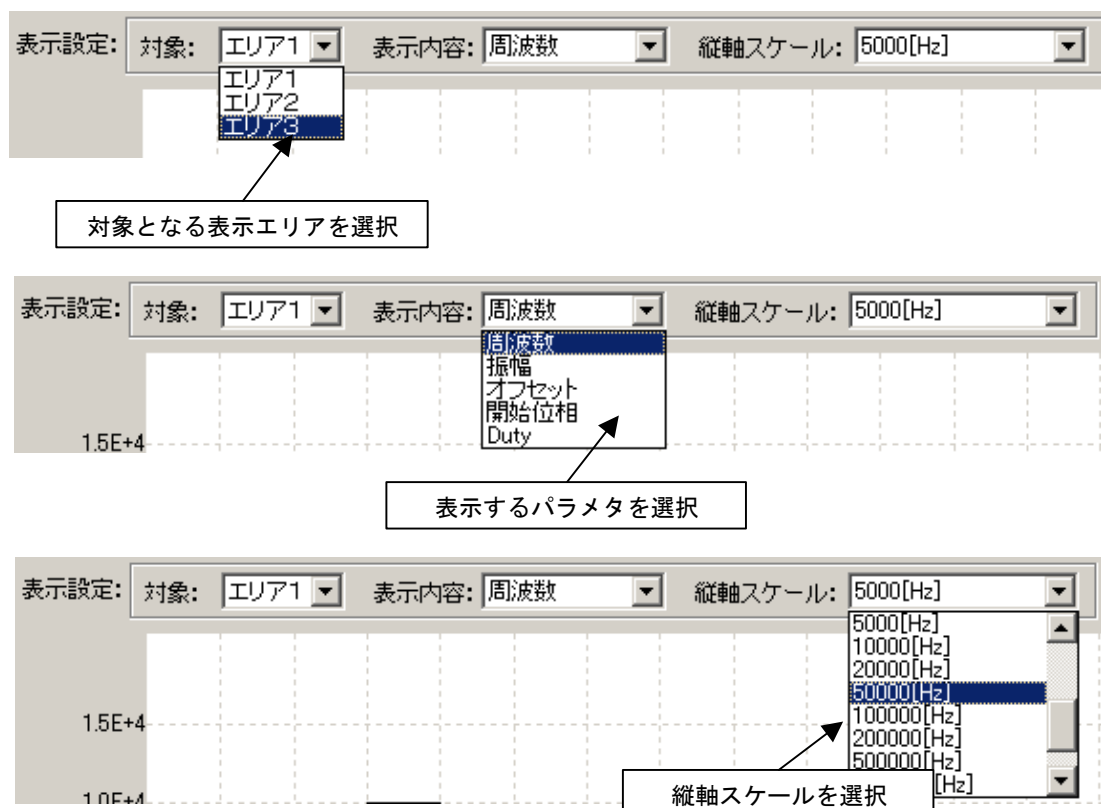 表示設定: 対象: エリア1 表示内容: 周波数 縦軸スケール: 5000[Hz]
エリア1
エリア2
エリア3
対象となる表示エリアを選択
表示設定: 対象: エリア1 表示内容: 周波数 縦軸スケール: 5000[Hz]
周波数
振幅
オフセット
開始位相
Duty
1.5E+4
表示するパラメタを選択
表示設定: 対象: エリア1 表示内容: 周波数 縦軸スケール: 5000[Hz]
5000[Hz]
10000[Hz]
20000[Hz]
50000[Hz]
1.5E+4
100000[Hz]
200000[Hz]
500000[Hz]
[Hz]
縦軸スケールを選択
1.0E+4